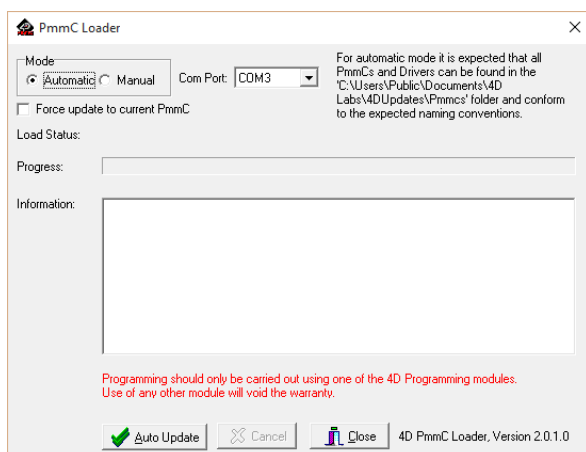 PmmC Loader
Mode
Automatic Manual
Com Port: COM3
For automatic mode it is expected that all
PmmCs and Drivers can be found in the
'C:\Users\Public\Documents\4D
Labs\4DUpdates\Pmmcs' folder and conform
to the expected naming conventions.
Force update to current PmmC
Load Status:
Progress:
Information:
Programming should only be carried out using one of the 4D Programming modules.
Use of any other module will void the warranty.
Auto Update Cancel Close 4D PmmC Loader, Version 2.0.1.0